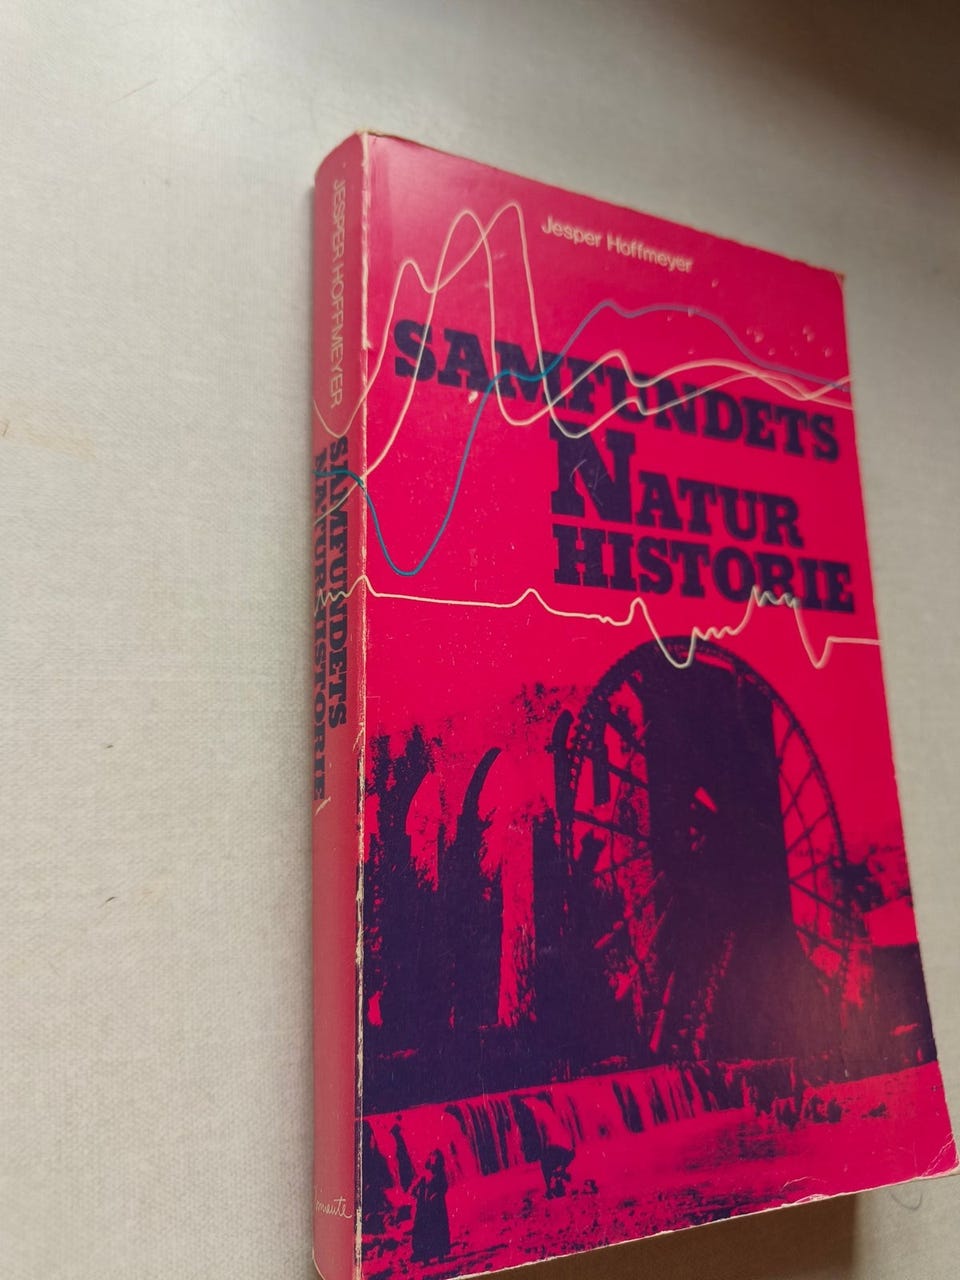 Jesper Hoffmeyer
SAMFUNDETS
NATUR
HISTORIE
JESPER HOFFMEYER
SAMFUNDETS
NATURHISTORIE